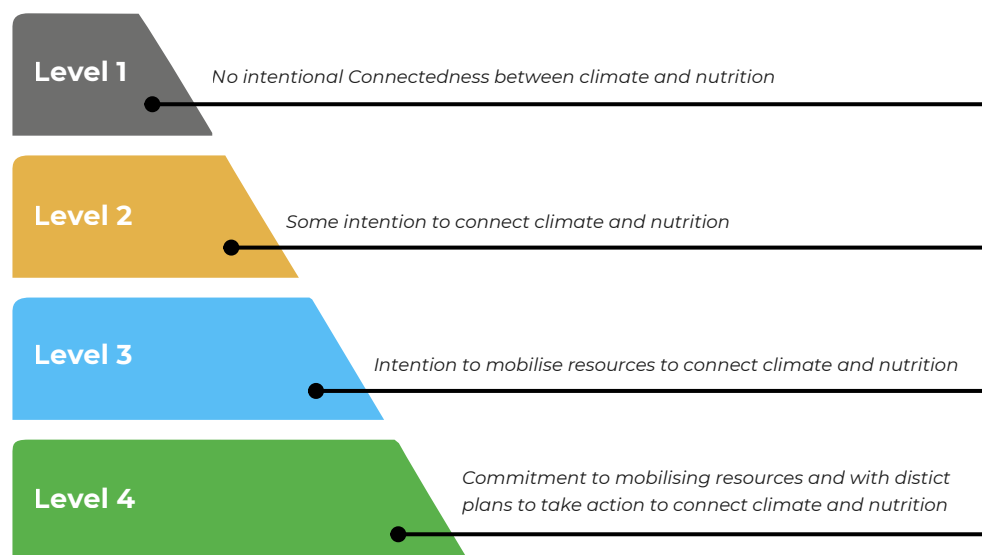 Level 1
No intentional Connectedness between climate and nutrition
Level 2
Some intention to connect climate and nutrition
Level 3
Intention to mobilise resources to connect climate and nutrition
Level 4
Commitment to mobilising resources and with distict
plans to take action to connect climate and nutrition